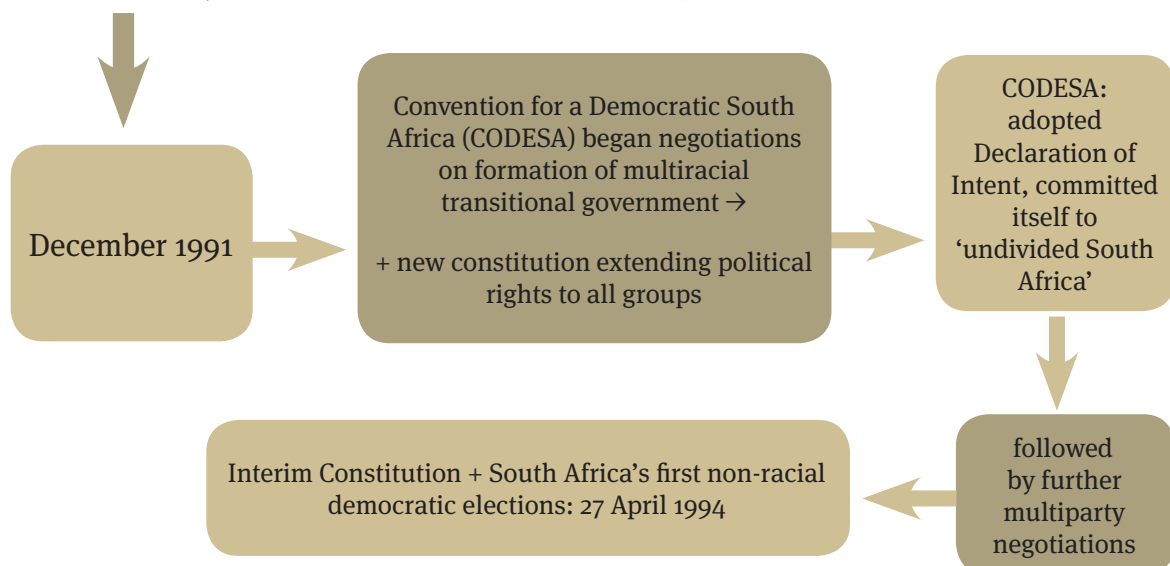 December 1991
Convention for a Democratic South
Africa (CODESA) began negotiations
on formation of multiracial
transitional government →
+ new constitution extending political
rights to all groups
CODESA:
adopted
Declaration of
Intent, committed
itself to
‘undivided South
Africa’
followed
by further
multiparty
negotiations
Interim Constitution + South Africa’s first non-racial
democratic elections: 27 April 1994